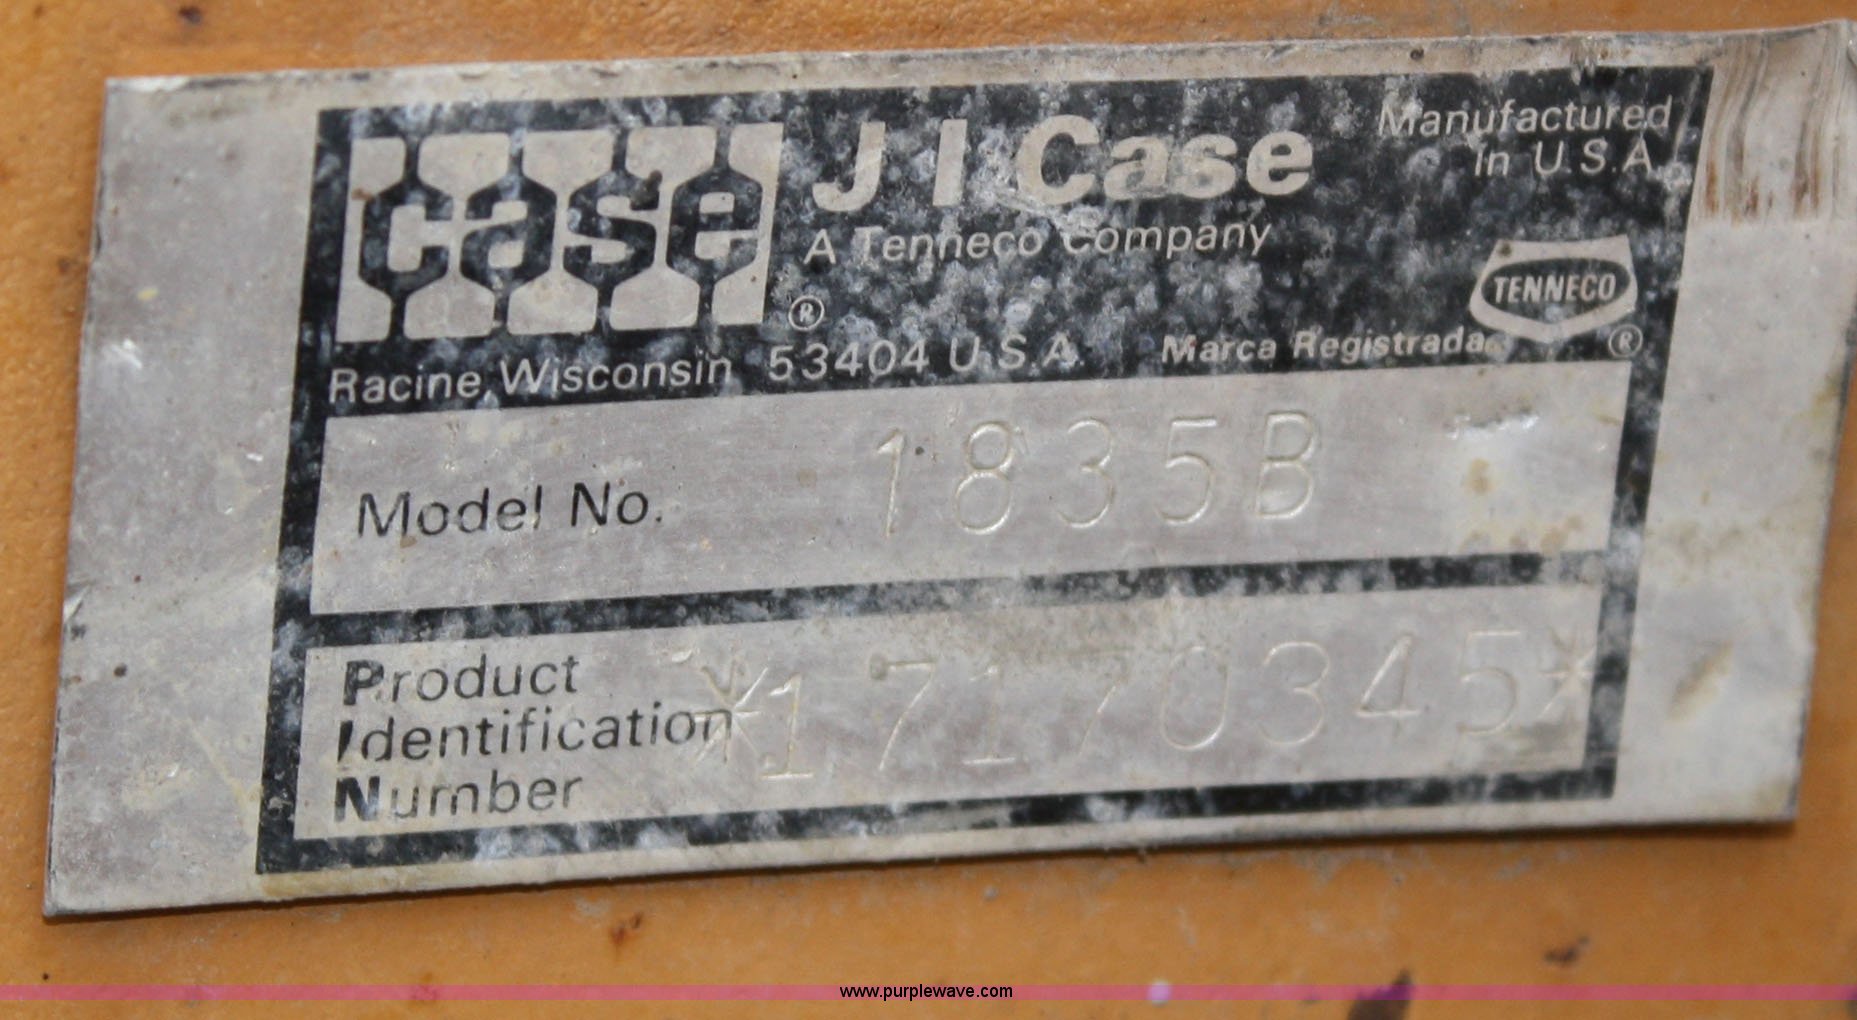 case ®
J I Case
A Tenneco Company
Manufactured
in U.S.A.
TENNECO
Racine, Wisconsin 53404 U.S.A. Marca Registrada ®
Model No. 1835B
Product
Identification
Number
*17170345*
www.purplewave.com